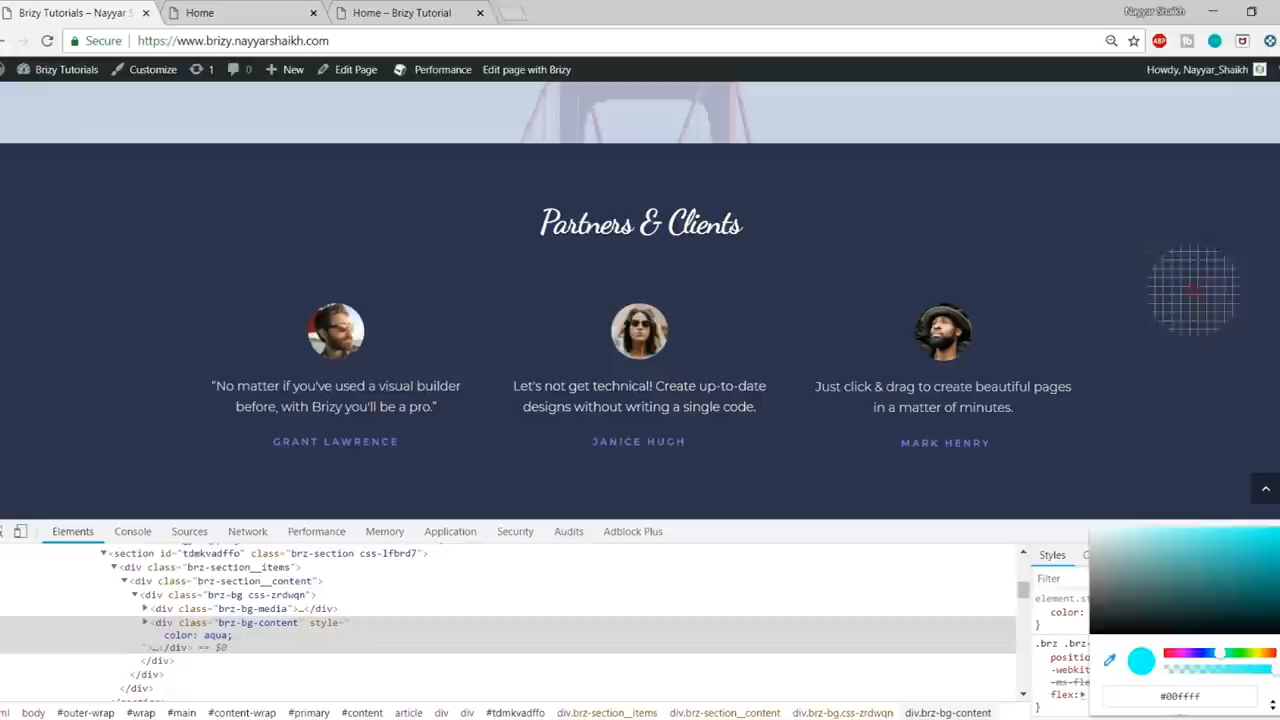 Brizy Tutorials – Nayyar S
Home
Home – Brizy Tutorial
Nayyar Shaikh
Secure
https://www.brizy.nayyarshaikh.com
ABP
Brizy Tutorials
Customize
1
0
New
Edit Page
Performance
Edit page with Brizy
Howdy, Nayyar_Shaikh
Partners & Clients
"No matter if you've used a visual builder
before, with Brizy you'll be a pro."
GRANT LAWRENCE
Let's not get technical! Create up-to-date
designs without writing a single code.
JANICE HUGH
Just click & drag to create beautiful pages
in a matter of minutes.
MARK HENRY
Elements
Console
Sources
Network
Performance
Memory
Application
Security
Audits
Adblock Plus
<section id="tdmkvadffo" class="brz-section css-lfbrd7">
<div class="brz-section__items">
<div class="brz-section__content">
<div class="brz-bg css-zrdwqn">
<div class="brz-bg-media">…</div>
<div class="brz-bg-content" style="
color: aqua;
">…</div> == $0
</div>
</div>
</div>
Styles
Filter
element.st
color:
}
.brz .brz-
positio
-webkit
-ms-fle
flex:
}
#00ffff
ml
body
#outer-wrap
#wrap
#main
#content-wrap
#primary
#content
article
div
div
#tdmkvadffo
div.brz-section__items
div.brz-section__content
div.brz-bg.css-zrdwqn
div.brz-bg-content